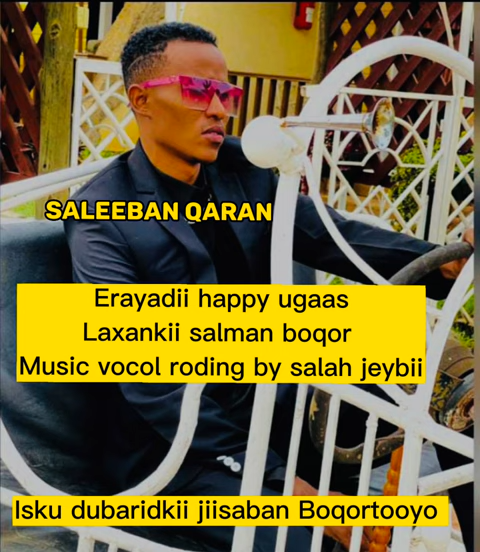 SALEEBAN QARAN
Erayadii happy ugaas
Laxankii salman boqor
Music vocol roding by salah jeybii
Isku dubaridkii jiisaban Boqortooyo